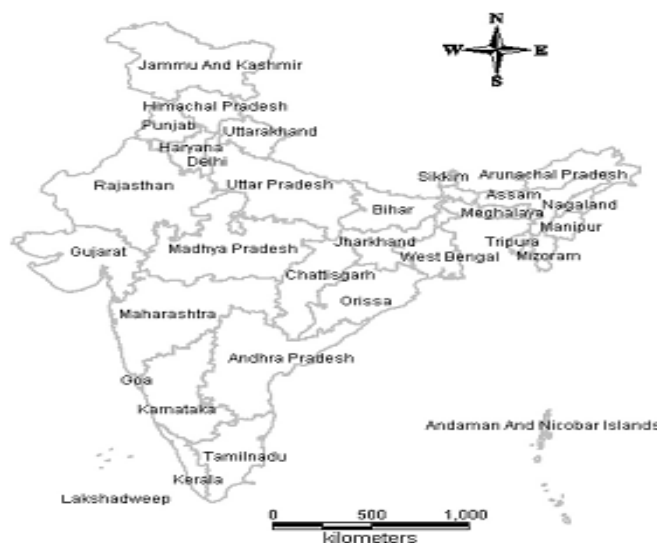 N
W E
S
Jammu And Kashmir
Himachal Pradesh
Punjab
Uttarakhand
Haryana
Delhi
Sikkim
Arunachal Pradesh
Rajasthan
Uttar Pradesh
Assam
Bihar
Meghalaya
Nagaland
Manipur
Gujarat
Madhya Pradesh
Jharkhand
Tripura
West Bengal
Mizoram
Chattisgarh
Orissa
Maharashtra
Andhra Pradesh
Goa
Karnataka
Andaman And Nicobar Islands
Tamilnadu
Kerala
Lakshadweep
0 500 1,000
kilometers